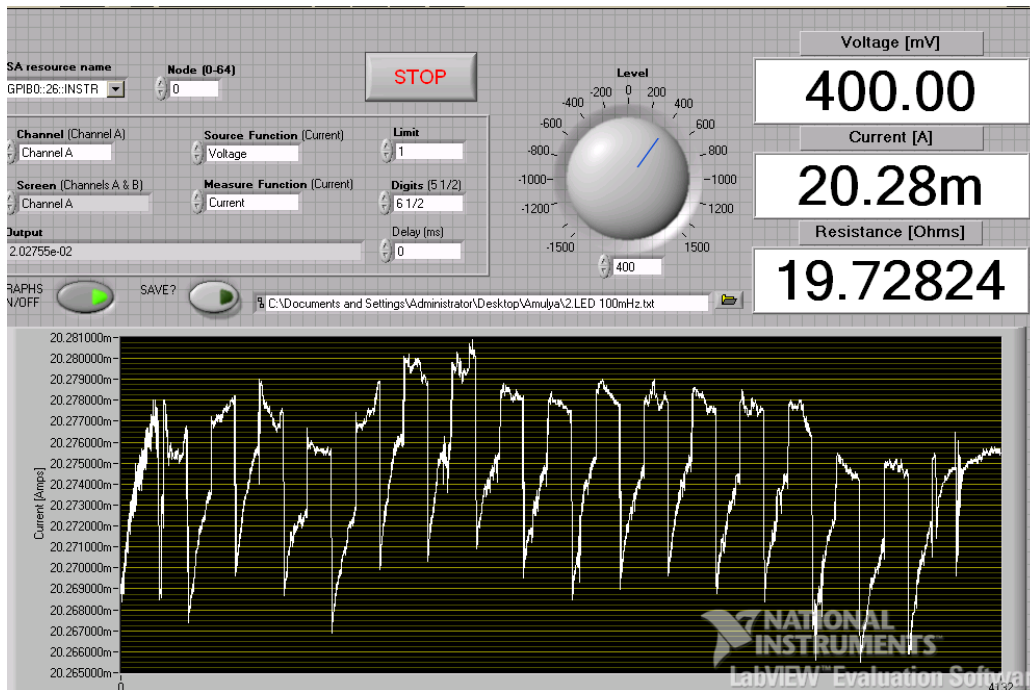 Voltage [mV]
400.00
Current [A]
20.28m
Resistance [Ohms]
19.72824
SA resource name
GPIB0::26::INSTR
Node (0-64)
0
STOP
Level
-1500 -1200 -1000 -800 -600 -400 -200 0 200 400 600 800 1000 1200 1500
400
Channel (Channel A)
Channel A
Source Function (Current)
Voltage
Limit
1
Screen (Channels A & B)
Channel A
Measure Function (Current)
Current
Digits (5 1/2)
6 1/2
Output
2.02755e-02
Delay (ms)
0
RAPHS
N/OFF
SAVE?
C:\Documents and Settings\Administrator\Desktop\Amulya\2.LED 100mHz.txt
20.281000m
20.280000m
20.279000m
20.278000m
20.277000m
20.276000m
20.275000m
20.274000m
20.273000m
20.272000m
20.271000m
20.270000m
20.269000m
20.268000m
20.267000m
20.266000m
20.265000m
Current [Amps]
0
4132
NATIONAL
INSTRUMENTS™
LabVIEW™ Evaluation Softwa